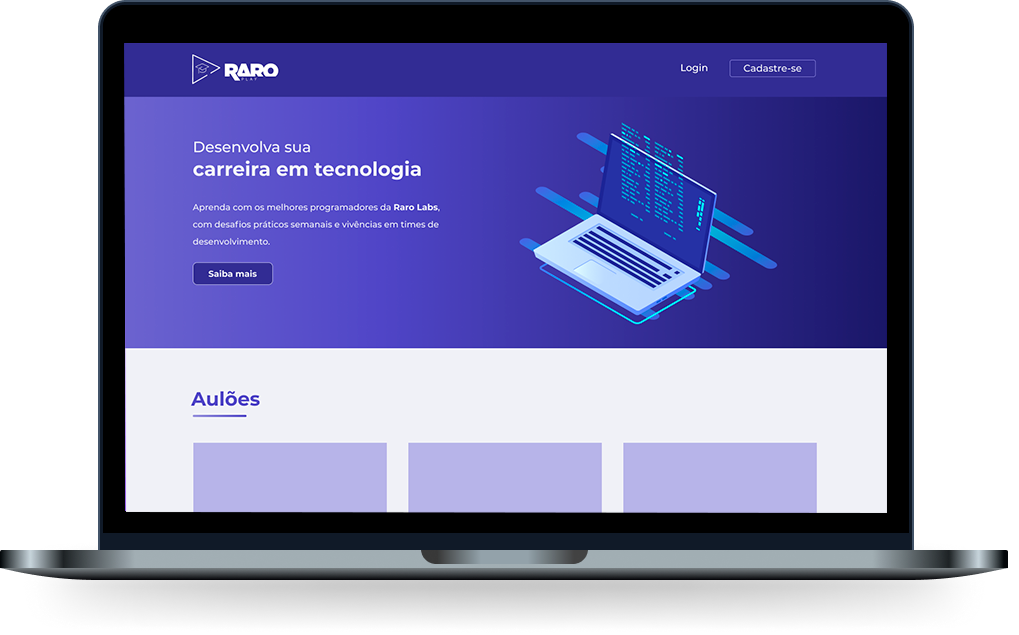 RARO
PLAY
Login
Cadastre-se
Desenvolva sua
carreira em tecnologia
Aprenda com os melhores programadores da Raro Labs,
com desafios práticos semanais e vivências em times de
desenvolvimento.
Saiba mais
Aulões